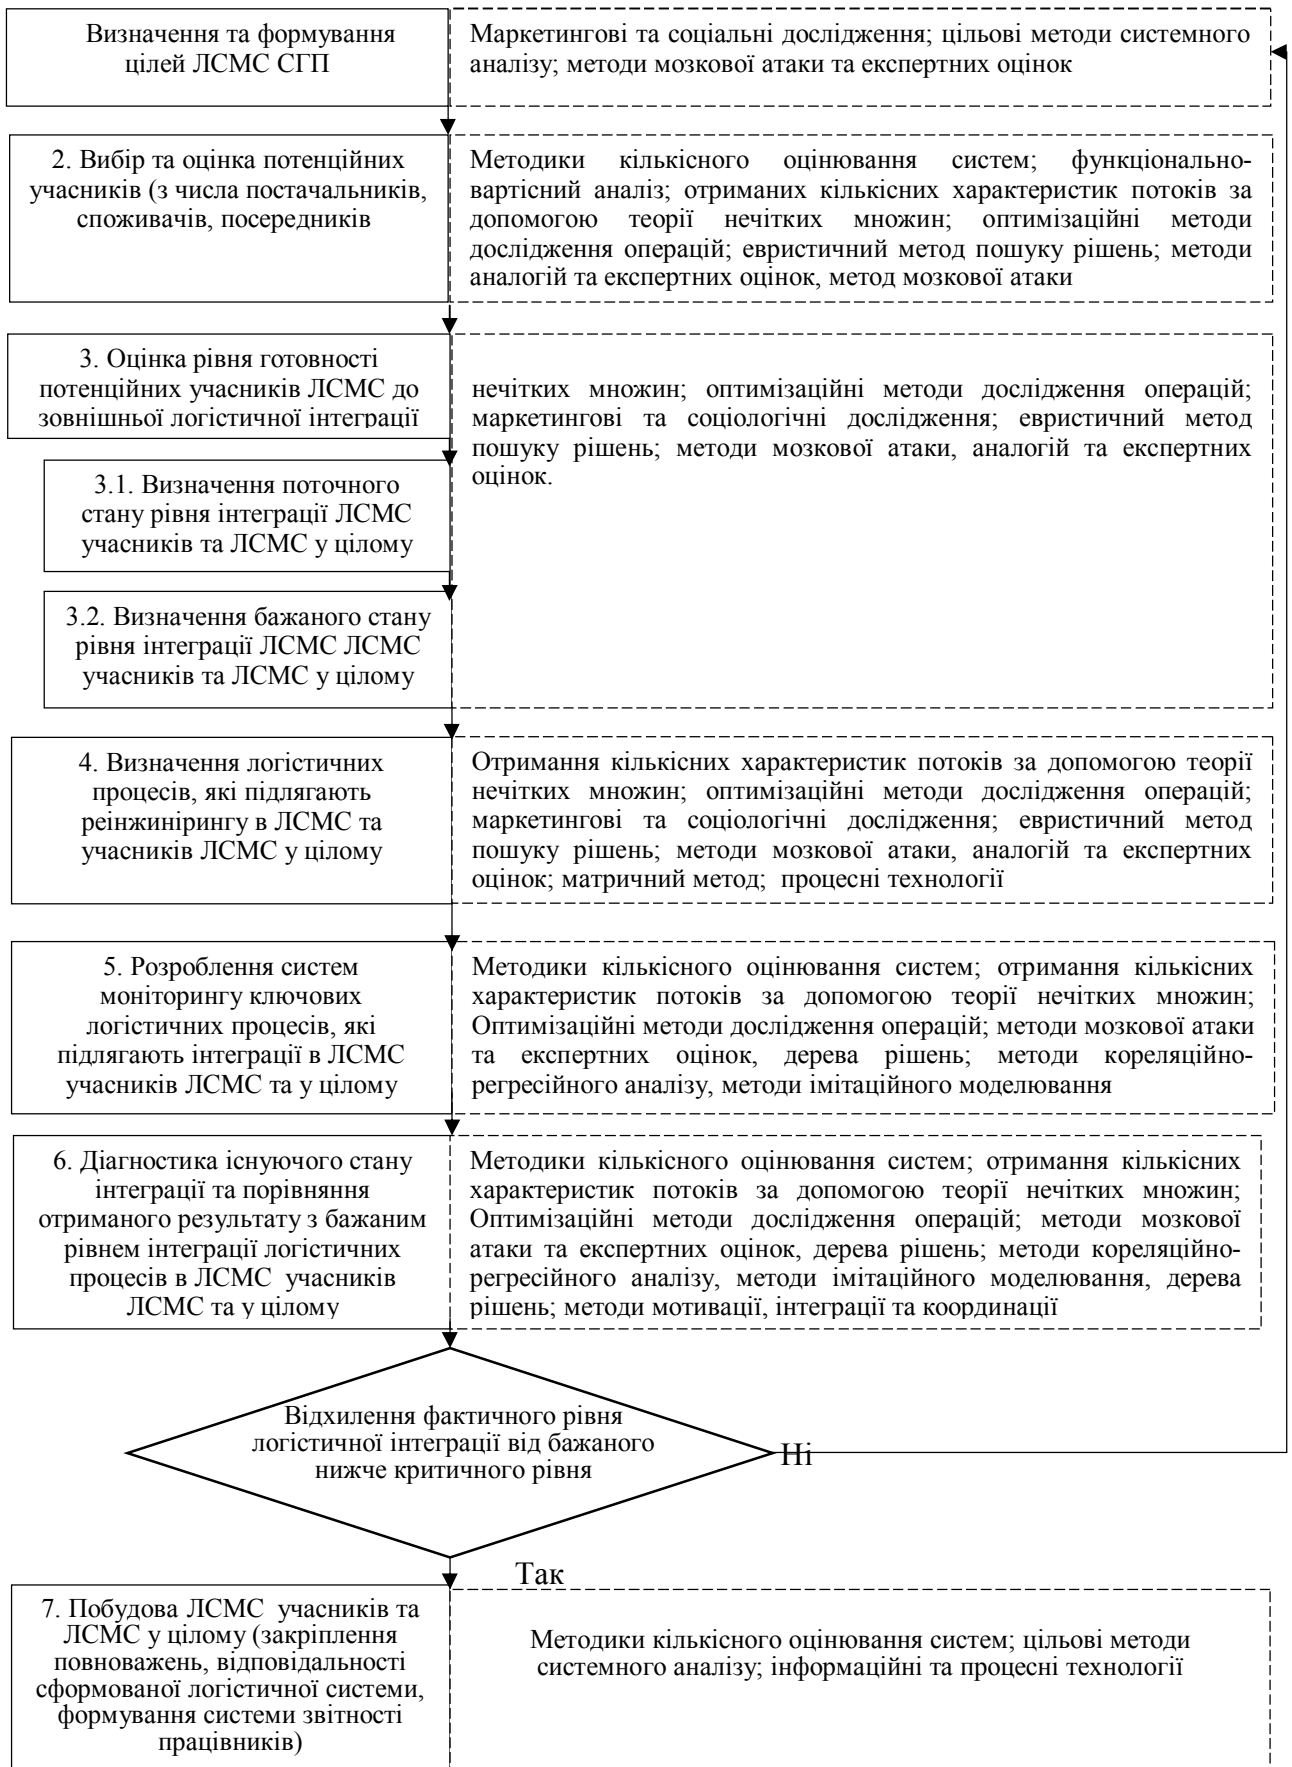 Визначення та формування
цілей ЛСМС СГП
Маркетингові та соціальні дослідження; цільові методи системного
аналізу; методи мозкової атаки та експертних оцінок
2. Вибір та оцінка потенційних
учасників (з числа постачальників,
споживачів, посередників
Методики кількісного оцінювання систем; функціонально-
вартісний аналіз; отриманих кількісних характеристик потоків за
допомогою теорії нечітких множин; оптимізаційні методи
дослідження операцій; евристичний метод пошуку рішень; методи
аналогій та експертних оцінок, метод мозкової атаки
3. Оцінка рівня готовності
потенційних учасників ЛСМС до
зовнішньої логістичної інтеграції
нечітких множин; оптимізаційні методи дослідження операцій;
маркетингові та соціологічні дослідження; евристичний метод
пошуку рішень; методи мозкової атаки, аналогій та експертних
оцінок.
3.1. Визначення поточного
стану рівня інтеграції ЛСМС
учасників та ЛСМС у цілому
3.2. Визначення бажаного стану
рівня інтеграції ЛСМС ЛСМС
учасників та ЛСМС у цілому
4. Визначення логістичних
процесів, які підлягають
реінжинірингу в ЛСМС та
учасників ЛСМС у цілому
Отримання кількісних характеристик потоків за допомогою теорії
нечітких множин; оптимізаційні методи дослідження операцій;
маркетингові та соціологічні дослідження; евристичний метод
пошуку рішень; методи мозкової атаки, аналогій та експертних
оцінок; матричний метод; процесні технології
5. Розроблення систем
моніторингу ключових
логістичних процесів, які
підлягають інтеграції в ЛСМС
учасників ЛСМС та у цілому
Методики кількісного оцінювання систем; отримання кількісних
характеристик потоків за допомогою теорії нечітких множин;
Оптимізаційні методи дослідження операцій; методи мозкової атаки
та експертних оцінок, дерева рішень; методи кореляційно-
регресійного аналізу, методи імітаційного моделювання
6. Діагностика існуючого стану
інтеграції та порівняння
отриманого результату з бажаним
рівнем інтеграції логістичних
процесів в ЛСМС учасників
ЛСМС та у цілому
Методики кількісного оцінювання систем; отримання кількісних
характеристик потоків за допомогою теорії нечітких множин;
Оптимізаційні методи дослідження операцій; методи мозкової
атаки та експертних оцінок, дерева рішень; методи кореляційно-
регресійного аналізу, методи імітаційного моделювання, дерева
рішень; методи мотивації, інтеграції та координації
Відхилення фактичного рівня
логістичної інтеграції від бажаного
нижче критичного рівня
Ні
Так
7. Побудова ЛСМС учасників та
ЛСМС у цілому (закріплення
повноважень, відповідальності
сформованої логістичної системи,
формування системи звітності
працівників)
Методики кількісного оцінювання систем; цільові методи
системного аналізу; інформаційні та процесні технології